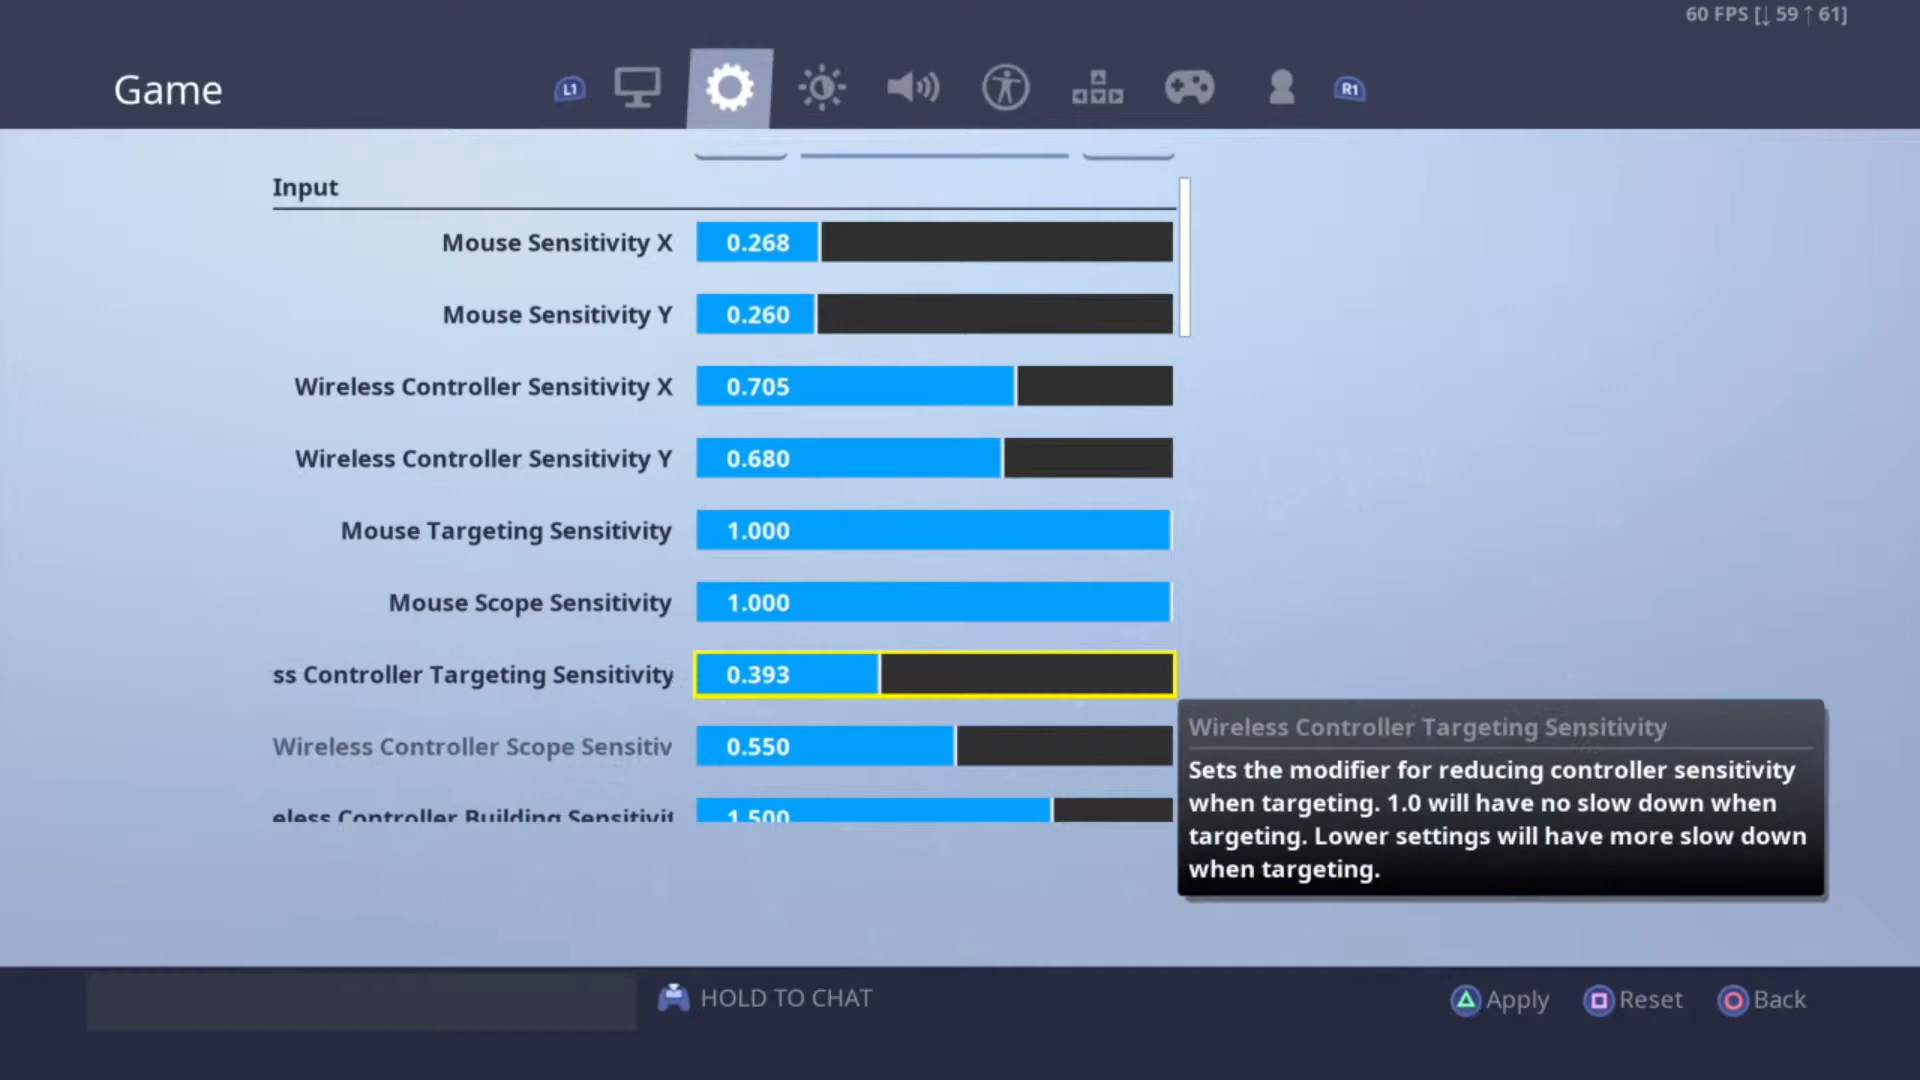 60 FPS [↓ 59 ↑ 61]
Game
L1
R1
Input
Mouse Sensitivity X
0.268
Mouse Sensitivity Y
0.260
Wireless Controller Sensitivity X
0.705
Wireless Controller Sensitivity Y
0.680
Mouse Targeting Sensitivity
1.000
Mouse Scope Sensitivity
1.000
ss Controller Targeting Sensitivity
0.393
Wireless Controller Scope Sensitiv
0.550
eless Controller Building Sensitivit
1.500
Wireless Controller Targeting Sensitivity
Sets the modifier for reducing controller sensitivity
when targeting. 1.0 will have no slow down when
targeting. Lower settings will have more slow down
when targeting.
HOLD TO CHAT
Apply
Reset
Back